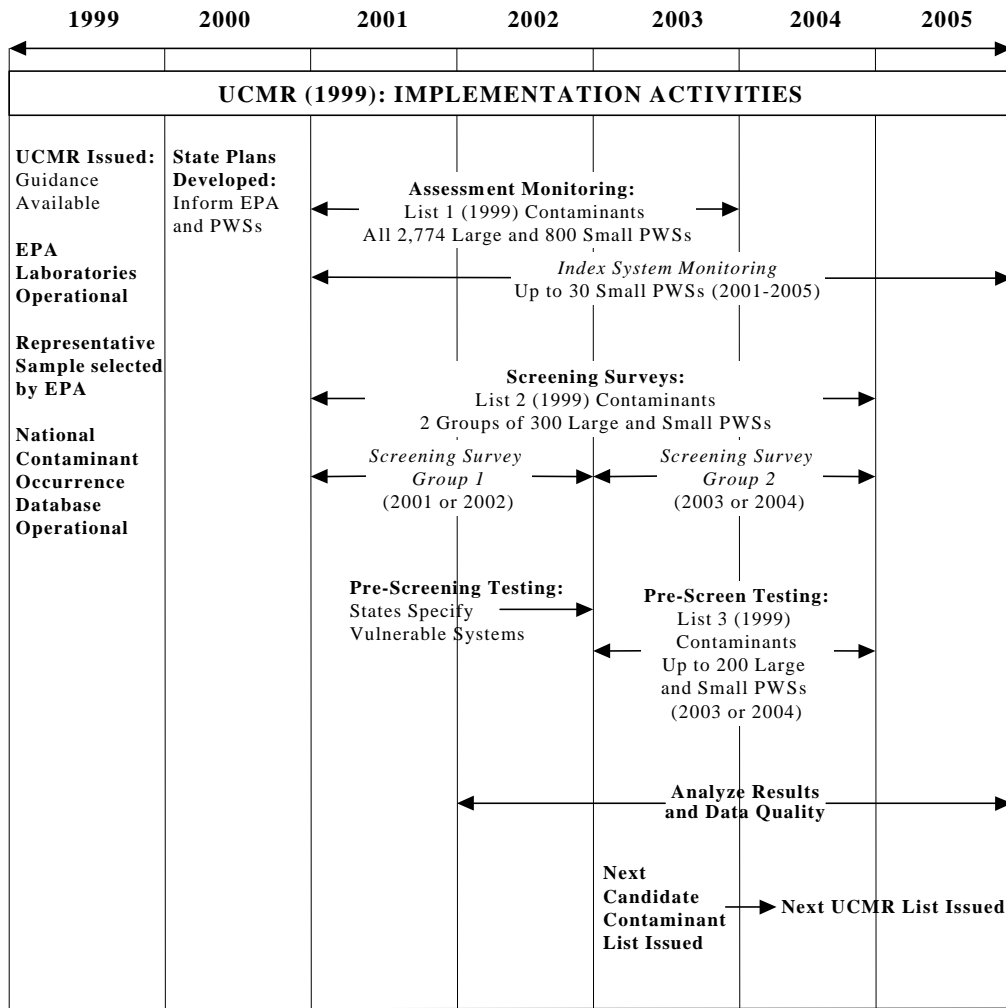 1999 2000 2001 2002 2003 2004 2005
UCMR (1999): IMPLEMENTATION ACTIVITIES
UCMR Issued:
Guidance
Available
EPA
Laboratories
Operational
Representative
Sample selected
by EPA
National
Contaminant
Occurrence
Database
Operational
State Plans
Developed:
Inform EPA
and PWSs
Assessment Monitoring:
List 1 (1999) Contaminants
All 2,774 Large and 800 Small PWSs
Index System Monitoring
Up to 30 Small PWSs (2001-2005)
Screening Surveys:
List 2 (1999) Contaminants
2 Groups of 300 Large and Small PWSs
Screening Survey
Group 1
(2001 or 2002)
Screening Survey
Group 2
(2003 or 2004)
Pre-Screening Testing:
States Specify
Vulnerable Systems
Pre-Screen Testing:
List 3 (1999)
Contaminants
Up to 200 Large
and Small PWSs
(2003 or 2004)
Analyze Results
and Data Quality
Next
Candidate
Contaminant
List Issued
Next UCMR List Issued